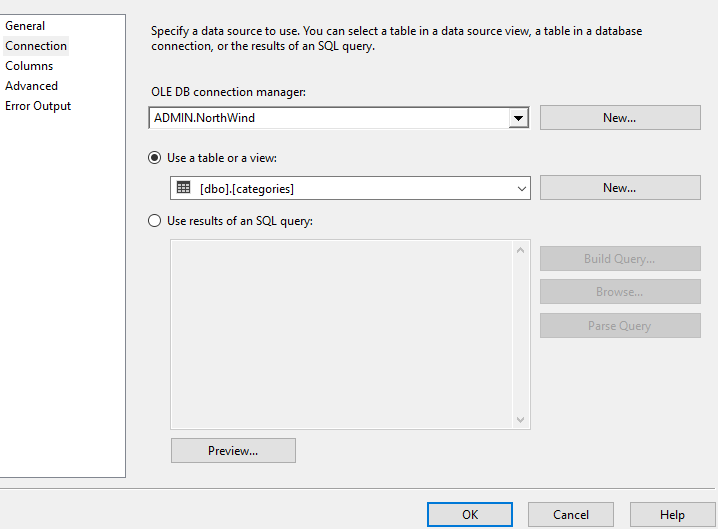 General
Connection
Columns
Advanced
Error Output
Specify a data source to use. You can select a table in a data source view, a table in a database
connection, or the results of an SQL query.
OLE DB connection manager:
ADMIN.NorthWind
New...
Use a table or a view:
[dbo].[categories]
New...
Use results of an SQL query:
Build Query...
Browse...
Parse Query
Preview...
OK
Cancel
Help